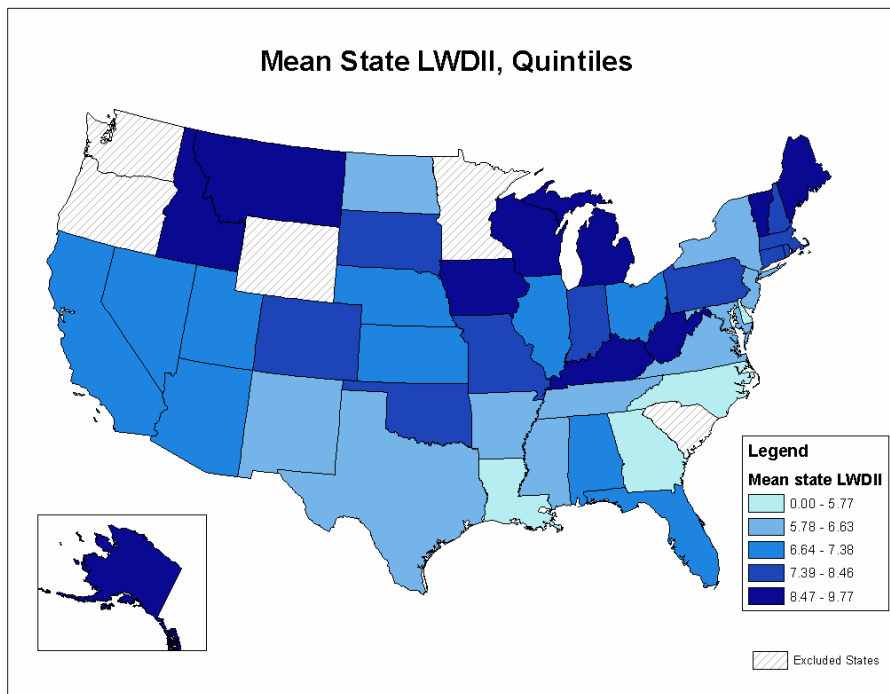 Mean State LWDII, Quintiles
Legend
Mean state LWDII
0.00 - 5.77
5.78 - 6.63
6.64 - 7.38
7.39 - 8.46
8.47 - 9.77
Excluded States